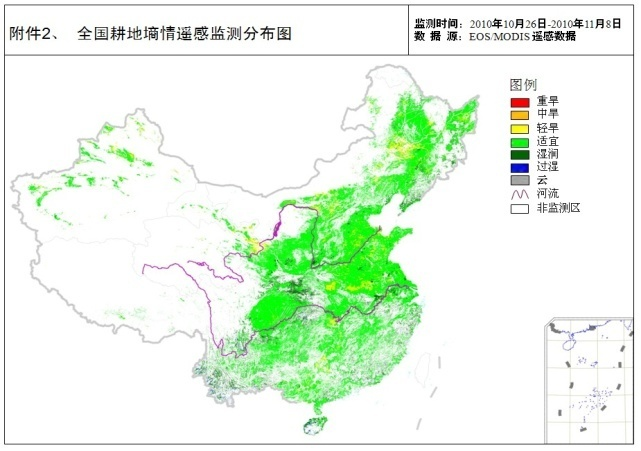 附件2、 全国耕地墒情遥感监测分布图
监测时间：2010年10月26日-2010年11月8日
数 据 源：EOS/MODIS遥感数据
图例
重旱
中旱
轻旱
适宜
湿润
过湿
云
河流
非监测区